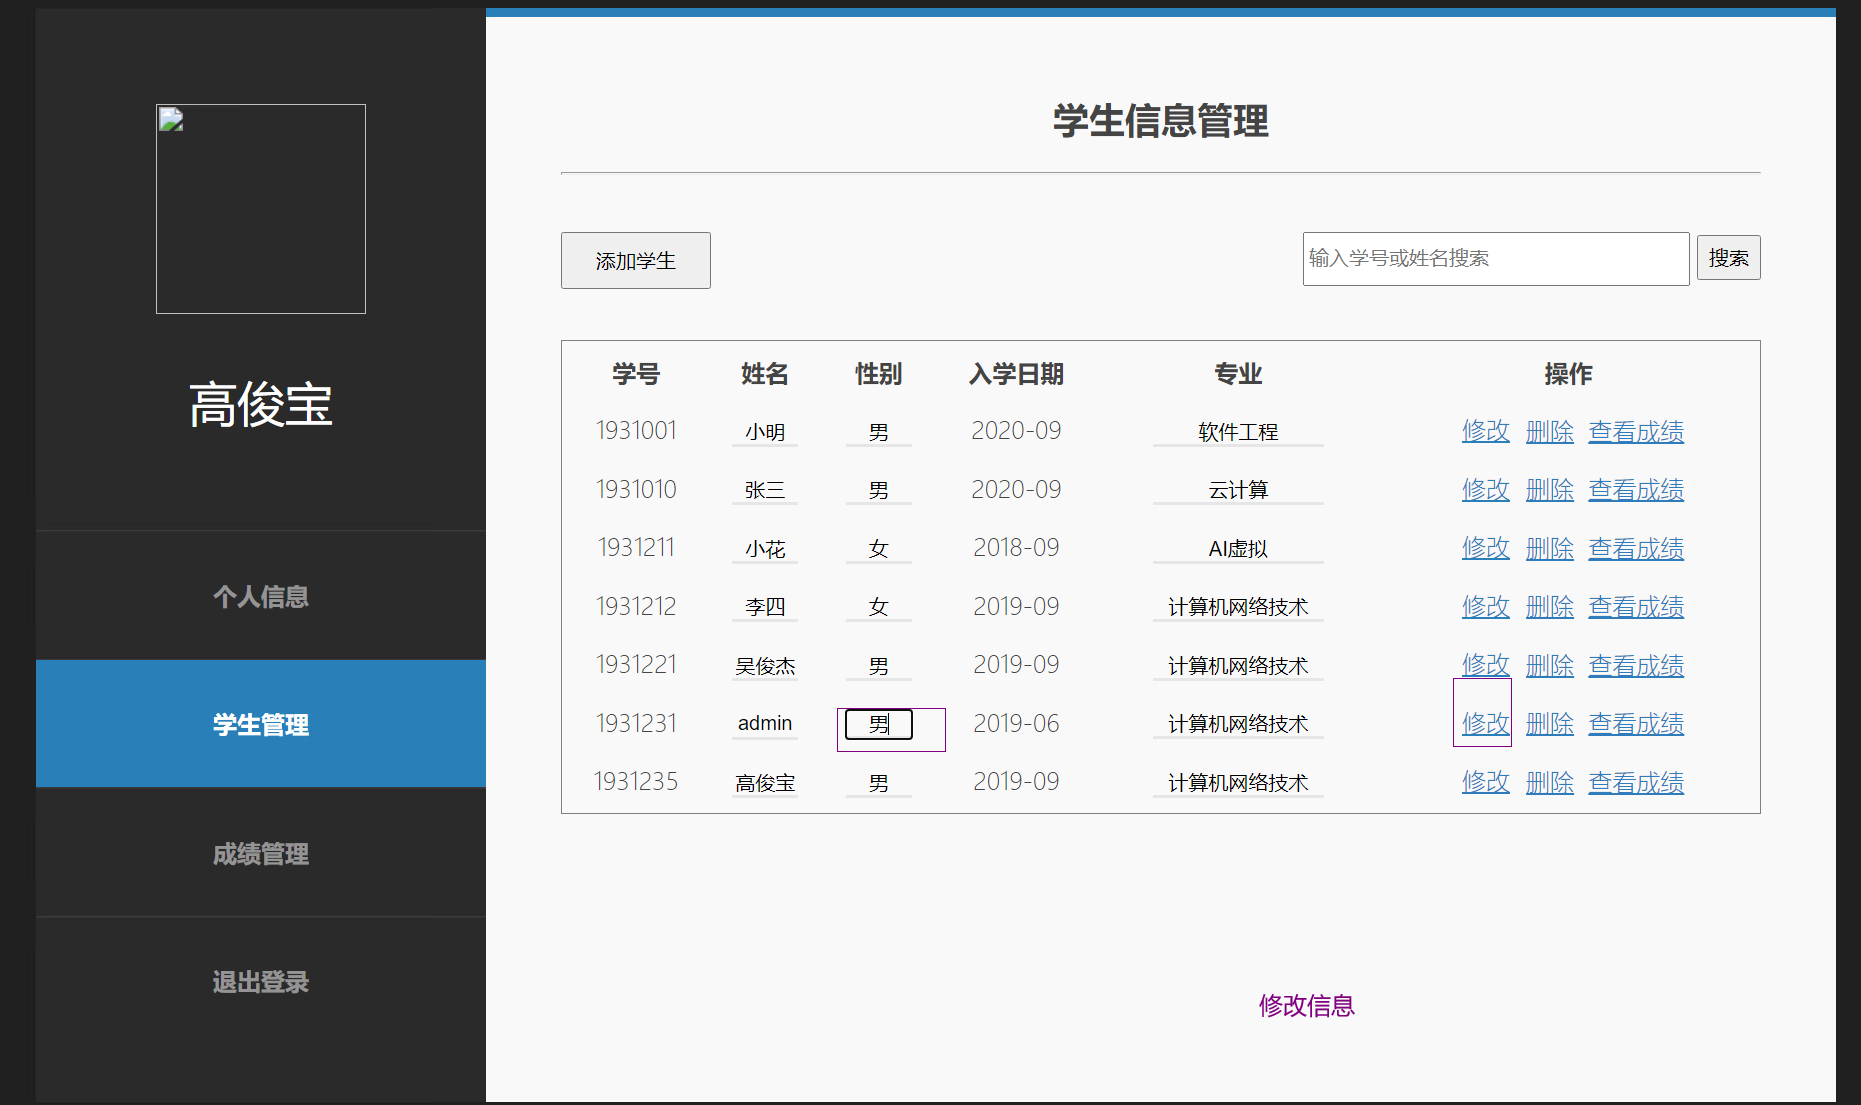 高俊宝
个人信息
学生管理
成绩管理
退出登录
学生信息管理
添加学生
输入学号或姓名搜索 搜索
学号 姓名 性别 入学日期 专业 操作
1931001 小明 男 2020-09 软件工程 修改 删除 查看成绩
1931010 张三 男 2020-09 云计算 修改 删除 查看成绩
1931211 小花 女 2018-09 AI虚拟 修改 删除 查看成绩
1931212 李四 女 2019-09 计算机网络技术 修改 删除 查看成绩
1931221 吴俊杰 男 2019-09 计算机网络技术 修改 删除 查看成绩
1931231 admin 男 2019-06 计算机网络技术 修改 删除 查看成绩
1931235 高俊宝 男 2019-09 计算机网络技术 修改 删除 查看成绩
修改信息